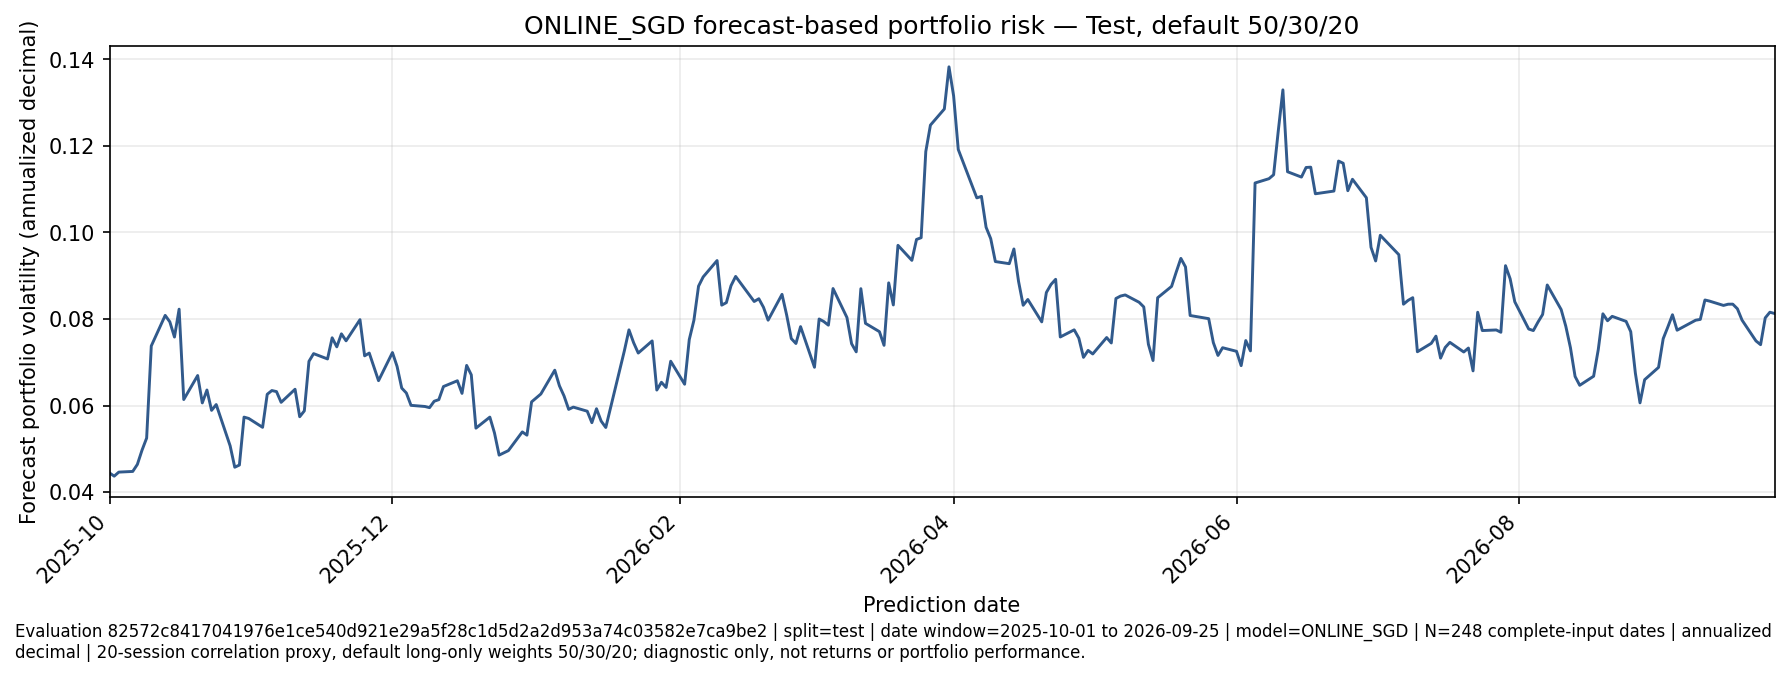 ONLINE_SGD forecast-based portfolio risk — Test, default 50/30/20
Forecast portfolio volatility (annualized decimal)
0.14
0.12
0.10
0.08
0.06
0.04
2025-10
2025-12
2026-02
2026-04
2026-06
2026-08
Prediction date
Evaluation 82572c8417041976e1ce540d921e29a5f28c1d5d2a2d953a74c03582e7ca9be2 | split=test | date window=2025-10-01 to 2026-09-25 | model=ONLINE_SGD | N=248 complete-input dates | annualized
decimal | 20-session correlation proxy, default long-only weights 50/30/20; diagnostic only, not returns or portfolio performance.